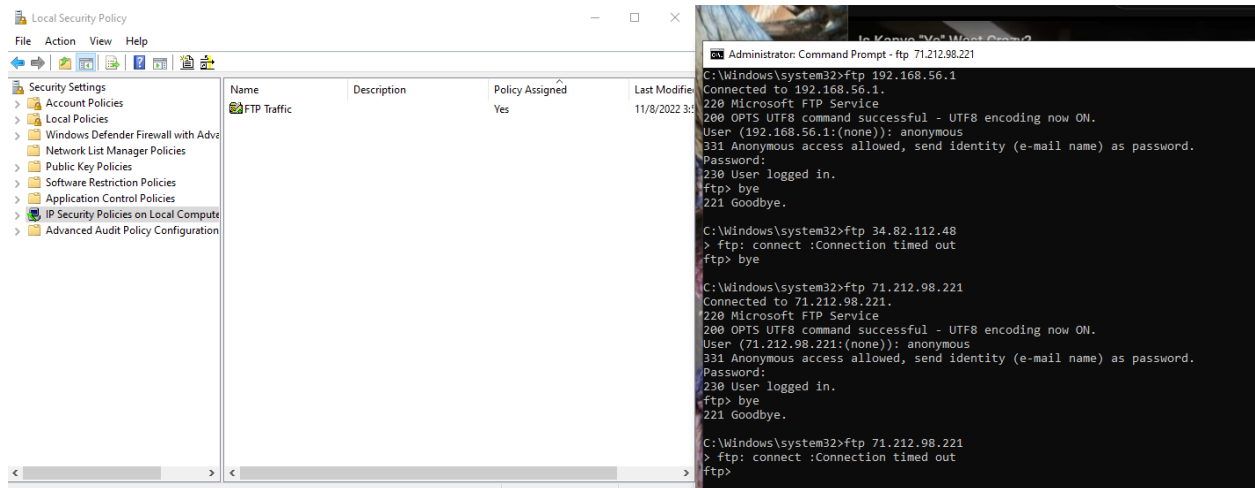 Local Security Policy
File Action View Help
Security Settings
Account Policies
Local Policies
Windows Defender Firewall with Adva
Network List Manager Policies
Public Key Policies
Software Restriction Policies
Application Control Policies
IP Security Policies on Local Compute
Advanced Audit Policy Configuration
Name Description Policy Assigned Last Modifie
FTP Traffic Yes 11/8/2022 3:5
Is Kanye "Ye" West Crazy?
Administrator: Command Prompt - ftp 71.212.98.221
C:\Windows\system32>ftp 192.168.56.1
Connected to 192.168.56.1.
220 Microsoft FTP Service
200 OPTS UTF8 command successful - UTF8 encoding now ON.
User (192.168.56.1:(none)): anonymous
331 Anonymous access allowed, send identity (e-mail name) as password.
Password:
230 User logged in.
ftp> bye
221 Goodbye.
C:\Windows\system32>ftp 34.82.112.48
> ftp: connect :Connection timed out
ftp> bye
C:\Windows\system32>ftp 71.212.98.221
Connected to 71.212.98.221.
220 Microsoft FTP Service
200 OPTS UTF8 command successful - UTF8 encoding now ON.
User (71.212.98.221:(none)): anonymous
331 Anonymous access allowed, send identity (e-mail name) as password.
Password:
230 User logged in.
ftp> bye
221 Goodbye.
C:\Windows\system32>ftp 71.212.98.221
> ftp: connect :Connection timed out
ftp>